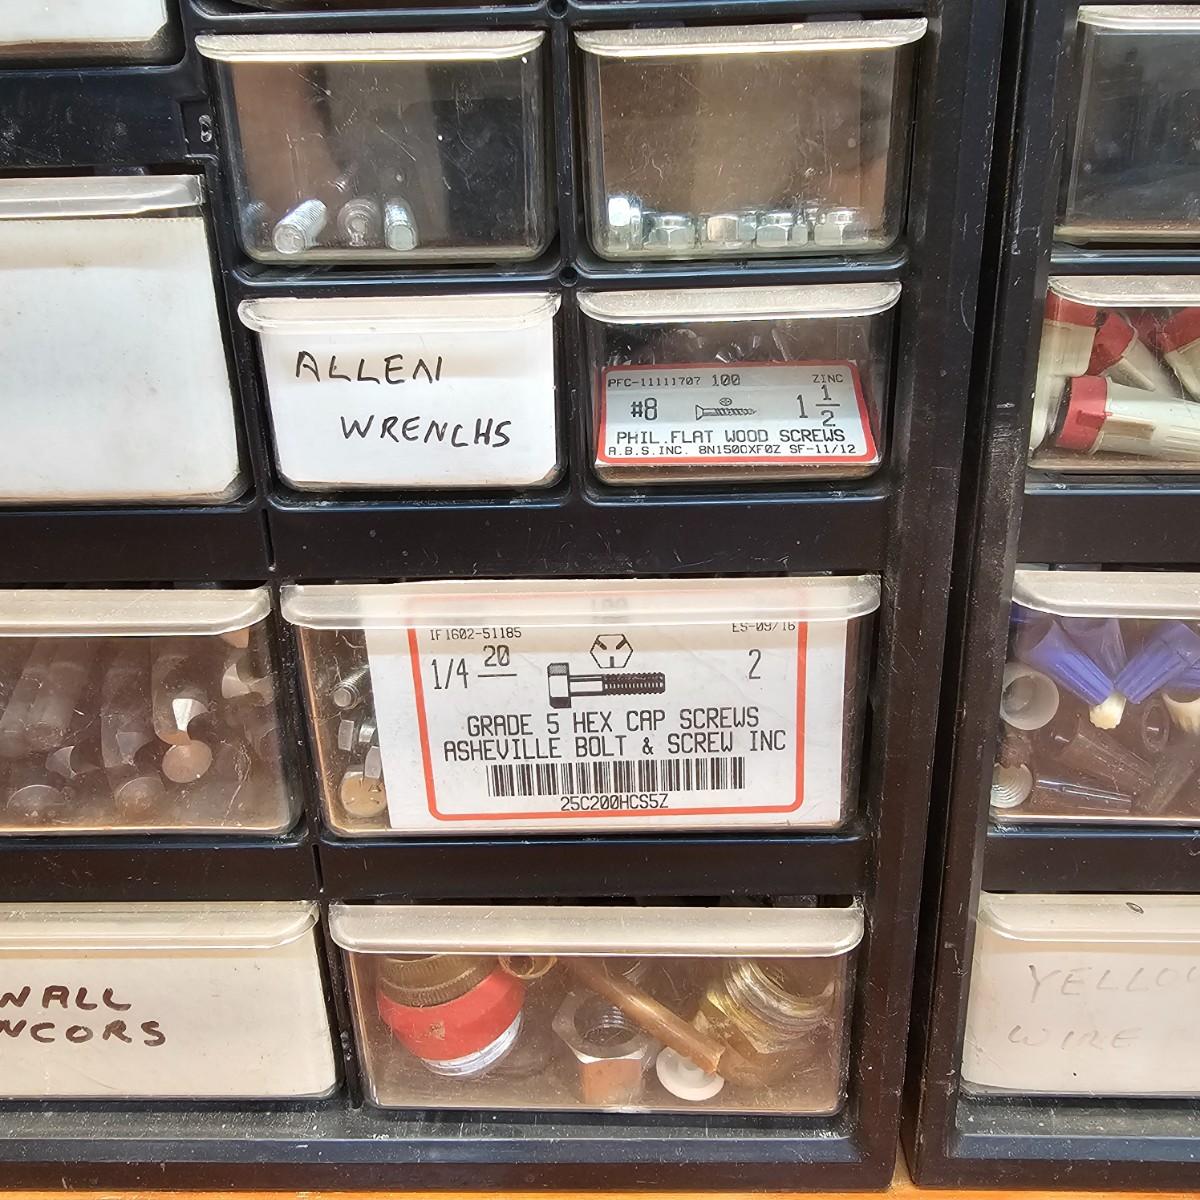 ALLEN
WRENCHS
PFC-11111707 100 ZINC
#8 1 1/2
PHIL.FLAT WOOD SCREWS
A.B.S.INC. 8N150CXF0Z SF-11/12
100
IF1602-51185 ES-09/16
1/4 20 2
GRADE 5 HEX CAP SCREWS
ASHEVILLE BOLT & SCREW INC
25C200HCS5Z
WALL
NCORS
YELLO
WIRE